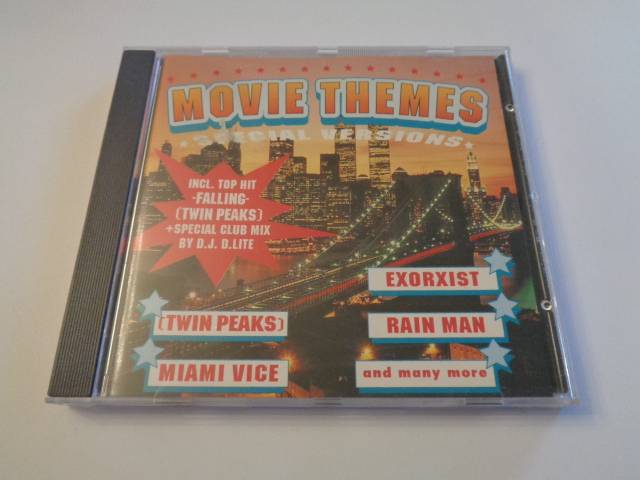 MOVIE THEMES
SPECIAL VERSIONS
INCL. TOP HIT
-FALLING-
(TWIN PEAKS)
+SPECIAL CLUB MIX
BY D.J. D.LITE
EXORXIST
(TWIN PEAKS)
RAIN MAN
MIAMI VICE
and many more